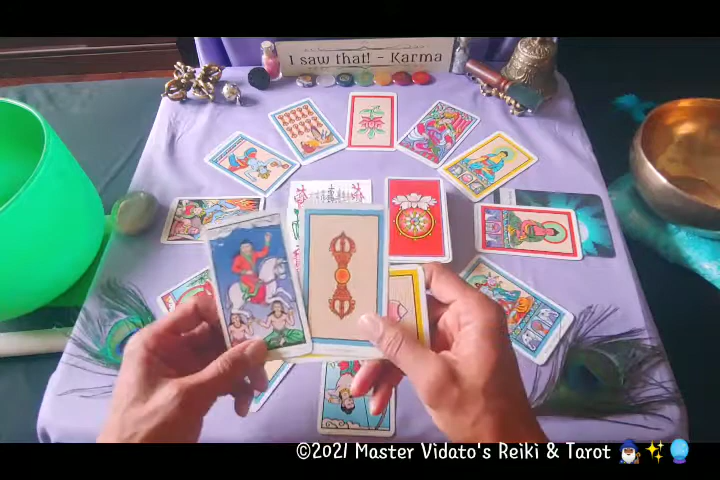 I saw that! - Karma
©2021 Master Vidato's Reiki & Tarot 🧙‍♂️✨🔮